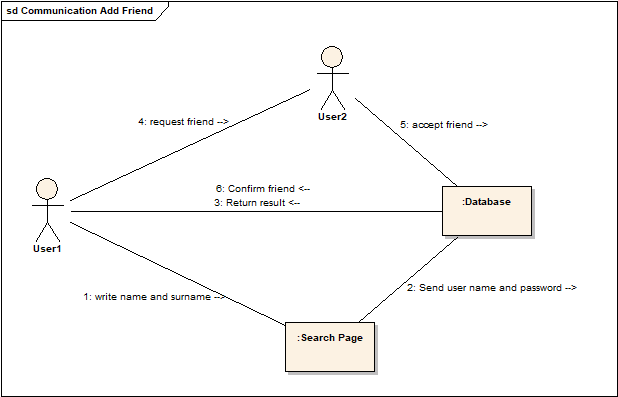 sd Communication Add Friend
User2
4: request friend -->
5: accept friend -->
6: Confirm friend <--
3: Return result <--
:Database
User1
1: write name and surname -->
2: Send user name and password -->
:Search Page